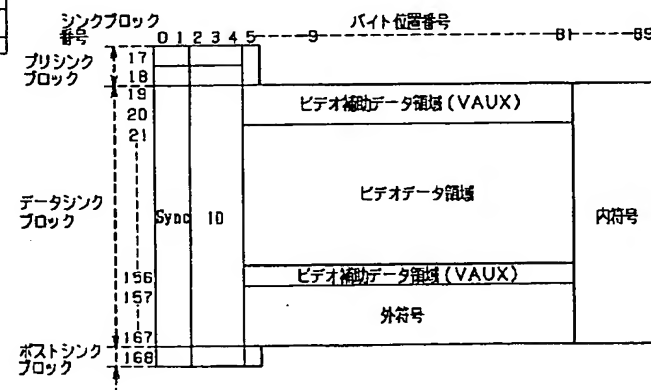 シンクブロック番号
バイト位置番号
0 1 2 3 4 5 9 81 89
プリシンクブロック
17
18
19
ビデオ補助データ領域(VAUX)
20
21
ビデオデータ領域
内符号
データシンクブロック
Sync ID
156
ビデオ補助データ領域(VAUX)
157
外符号
167
ポストシンクブロック
168